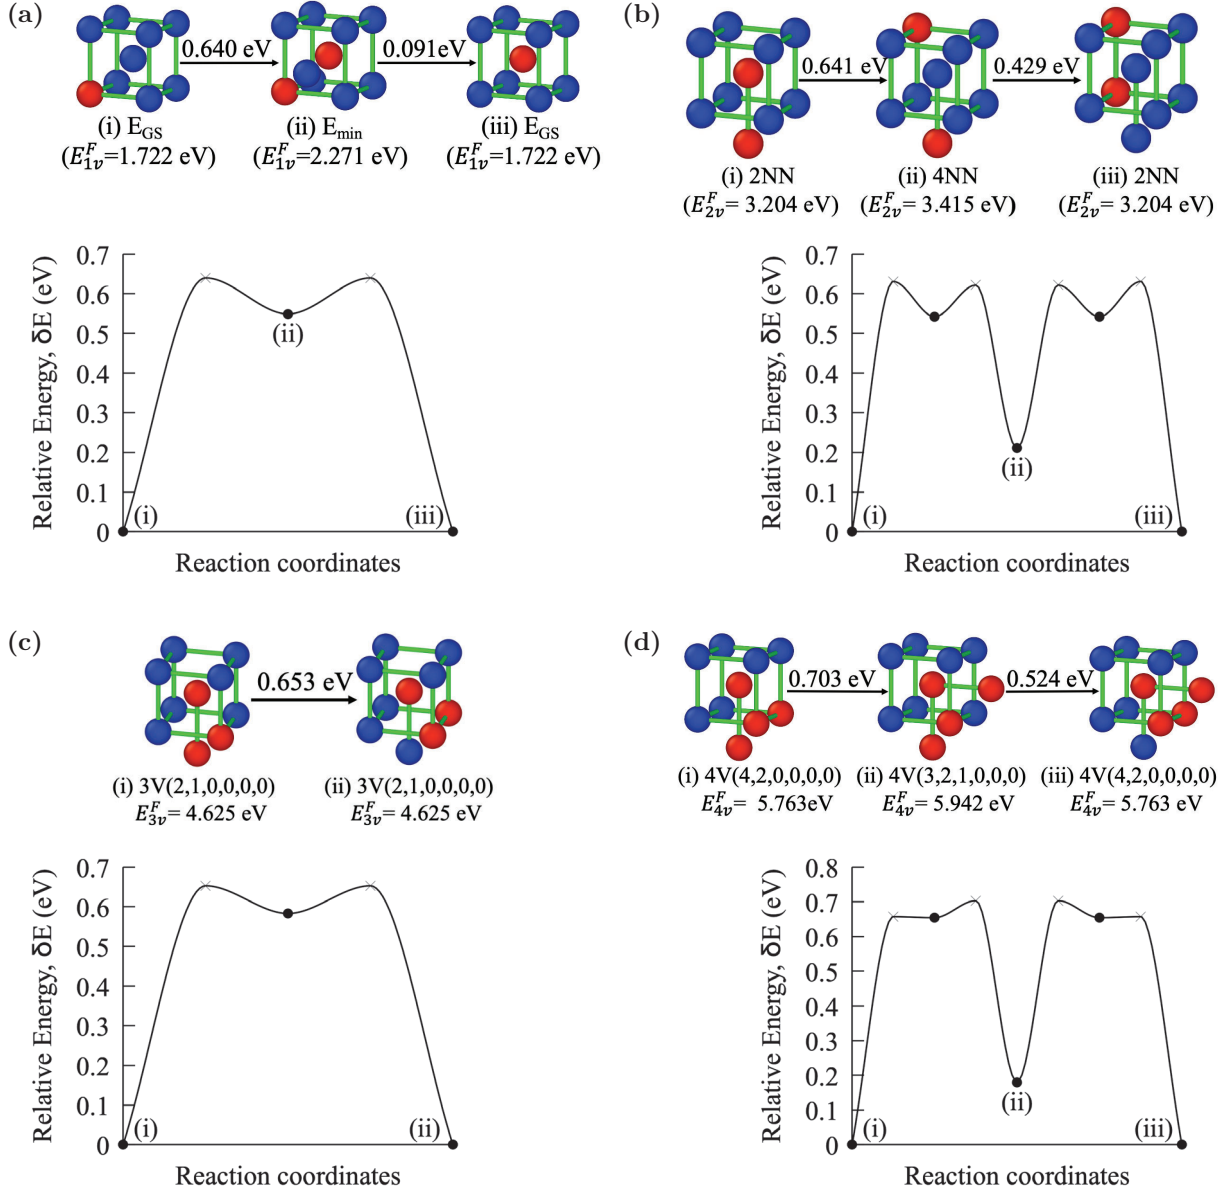 (a)
0.640 eV
0.091eV
(i) E_GS
(ii) E_min
(iii) E_GS
(E^F_1v=1.722 eV)
(E^F_1v=2.271 eV)
(E^F_1v=1.722 eV)
0.7
0.6
0.5
0.4
0.3
0.2
0.1
0
Relative Energy, δE (eV)
(i)
(ii)
(iii)
Reaction coordinates
(b)
0.641 eV
0.429 eV
(i) 2NN
(ii) 4NN
(iii) 2NN
(E^F_2v= 3.204 eV)
(E^F_2v= 3.415 eV)
(E^F_2v= 3.204 eV)
0.7
0.6
0.5
0.4
0.3
0.2
0.1
0
Relative Energy, δE (eV)
(i)
(ii)
(iii)
Reaction coordinates
(c)
0.653 eV
(i) 3V(2,1,0,0,0,0)
(ii) 3V(2,1,0,0,0,0)
E^F_3v= 4.625 eV
E^F_3v= 4.625 eV
0.7
0.6
0.5
0.4
0.3
0.2
0.1
0
Relative Energy, δE (eV)
(i)
(ii)
Reaction coordinates
(d)
0.703 eV
0.524 eV
(i) 4V(4,2,0,0,0,0)
(ii) 4V(3,2,1,0,0,0)
(iii) 4V(4,2,0,0,0,0)
E^F_4v= 5.763eV
E^F_4v= 5.942 eV
E^F_4v= 5.763 eV
0.8
0.7
0.6
0.5
0.4
0.3
0.2
0.1
0
Relative Energy, δE (eV)
(i)
(ii)
(iii)
Reaction coordinates